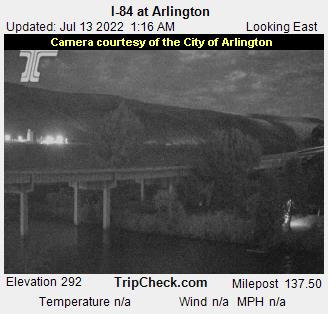 I-84 at Arlington
Updated: Jul 13 2022 1:16 AM Looking East
Camera courtesy of the City of Arlington
Elevation 292 TripCheck.com Milepost 137.50
Temperature n/a Wind n/a MPH n/a